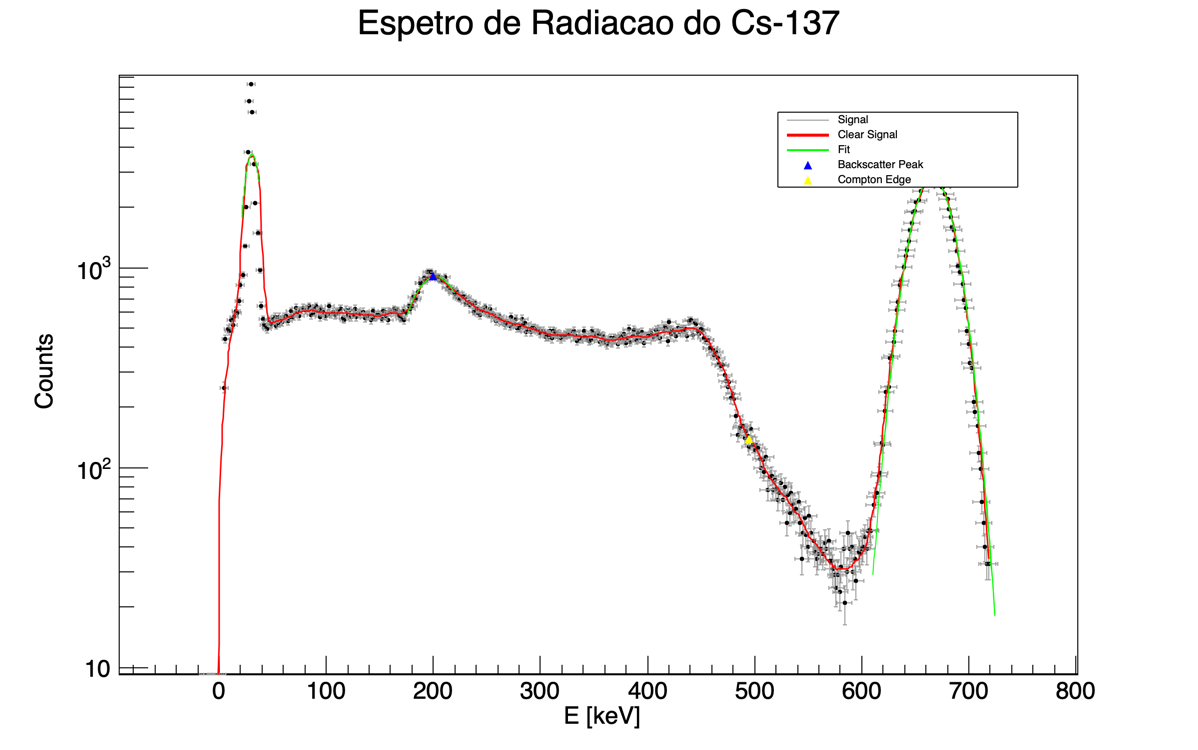 Espetro de Radiacao do Cs-137
Signal
Clear Signal
Fit
Backscatter Peak
Compton Edge
10³
10²
10
Counts
0 100 200 300 400 500 600 700 800
E [keV]